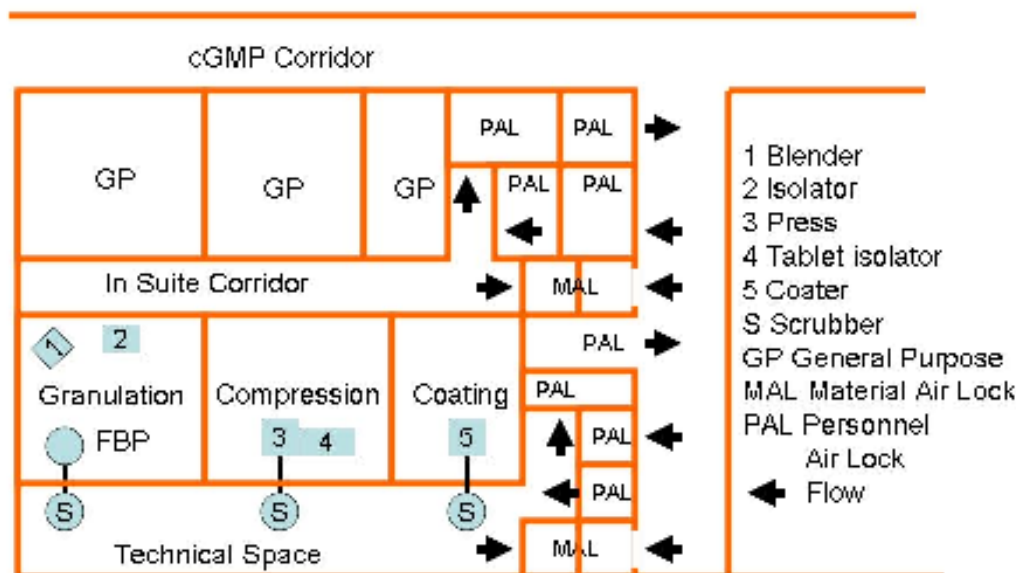 cGMP Corridor
PAL PAL
GP GP GP PAL PAL
In Suite Corridor MAL
1 2 PAL
Granulation Compression Coating PAL
FBP 3 4 5 PAL
S S S PAL
Technical Space MAL
1 Blender
2 Isolator
3 Press
4 Tablet isolator
5 Coater
S Scrubber
GP General Purpose
MAL Material Air Lock
PAL Personnel
Air Lock
Flow